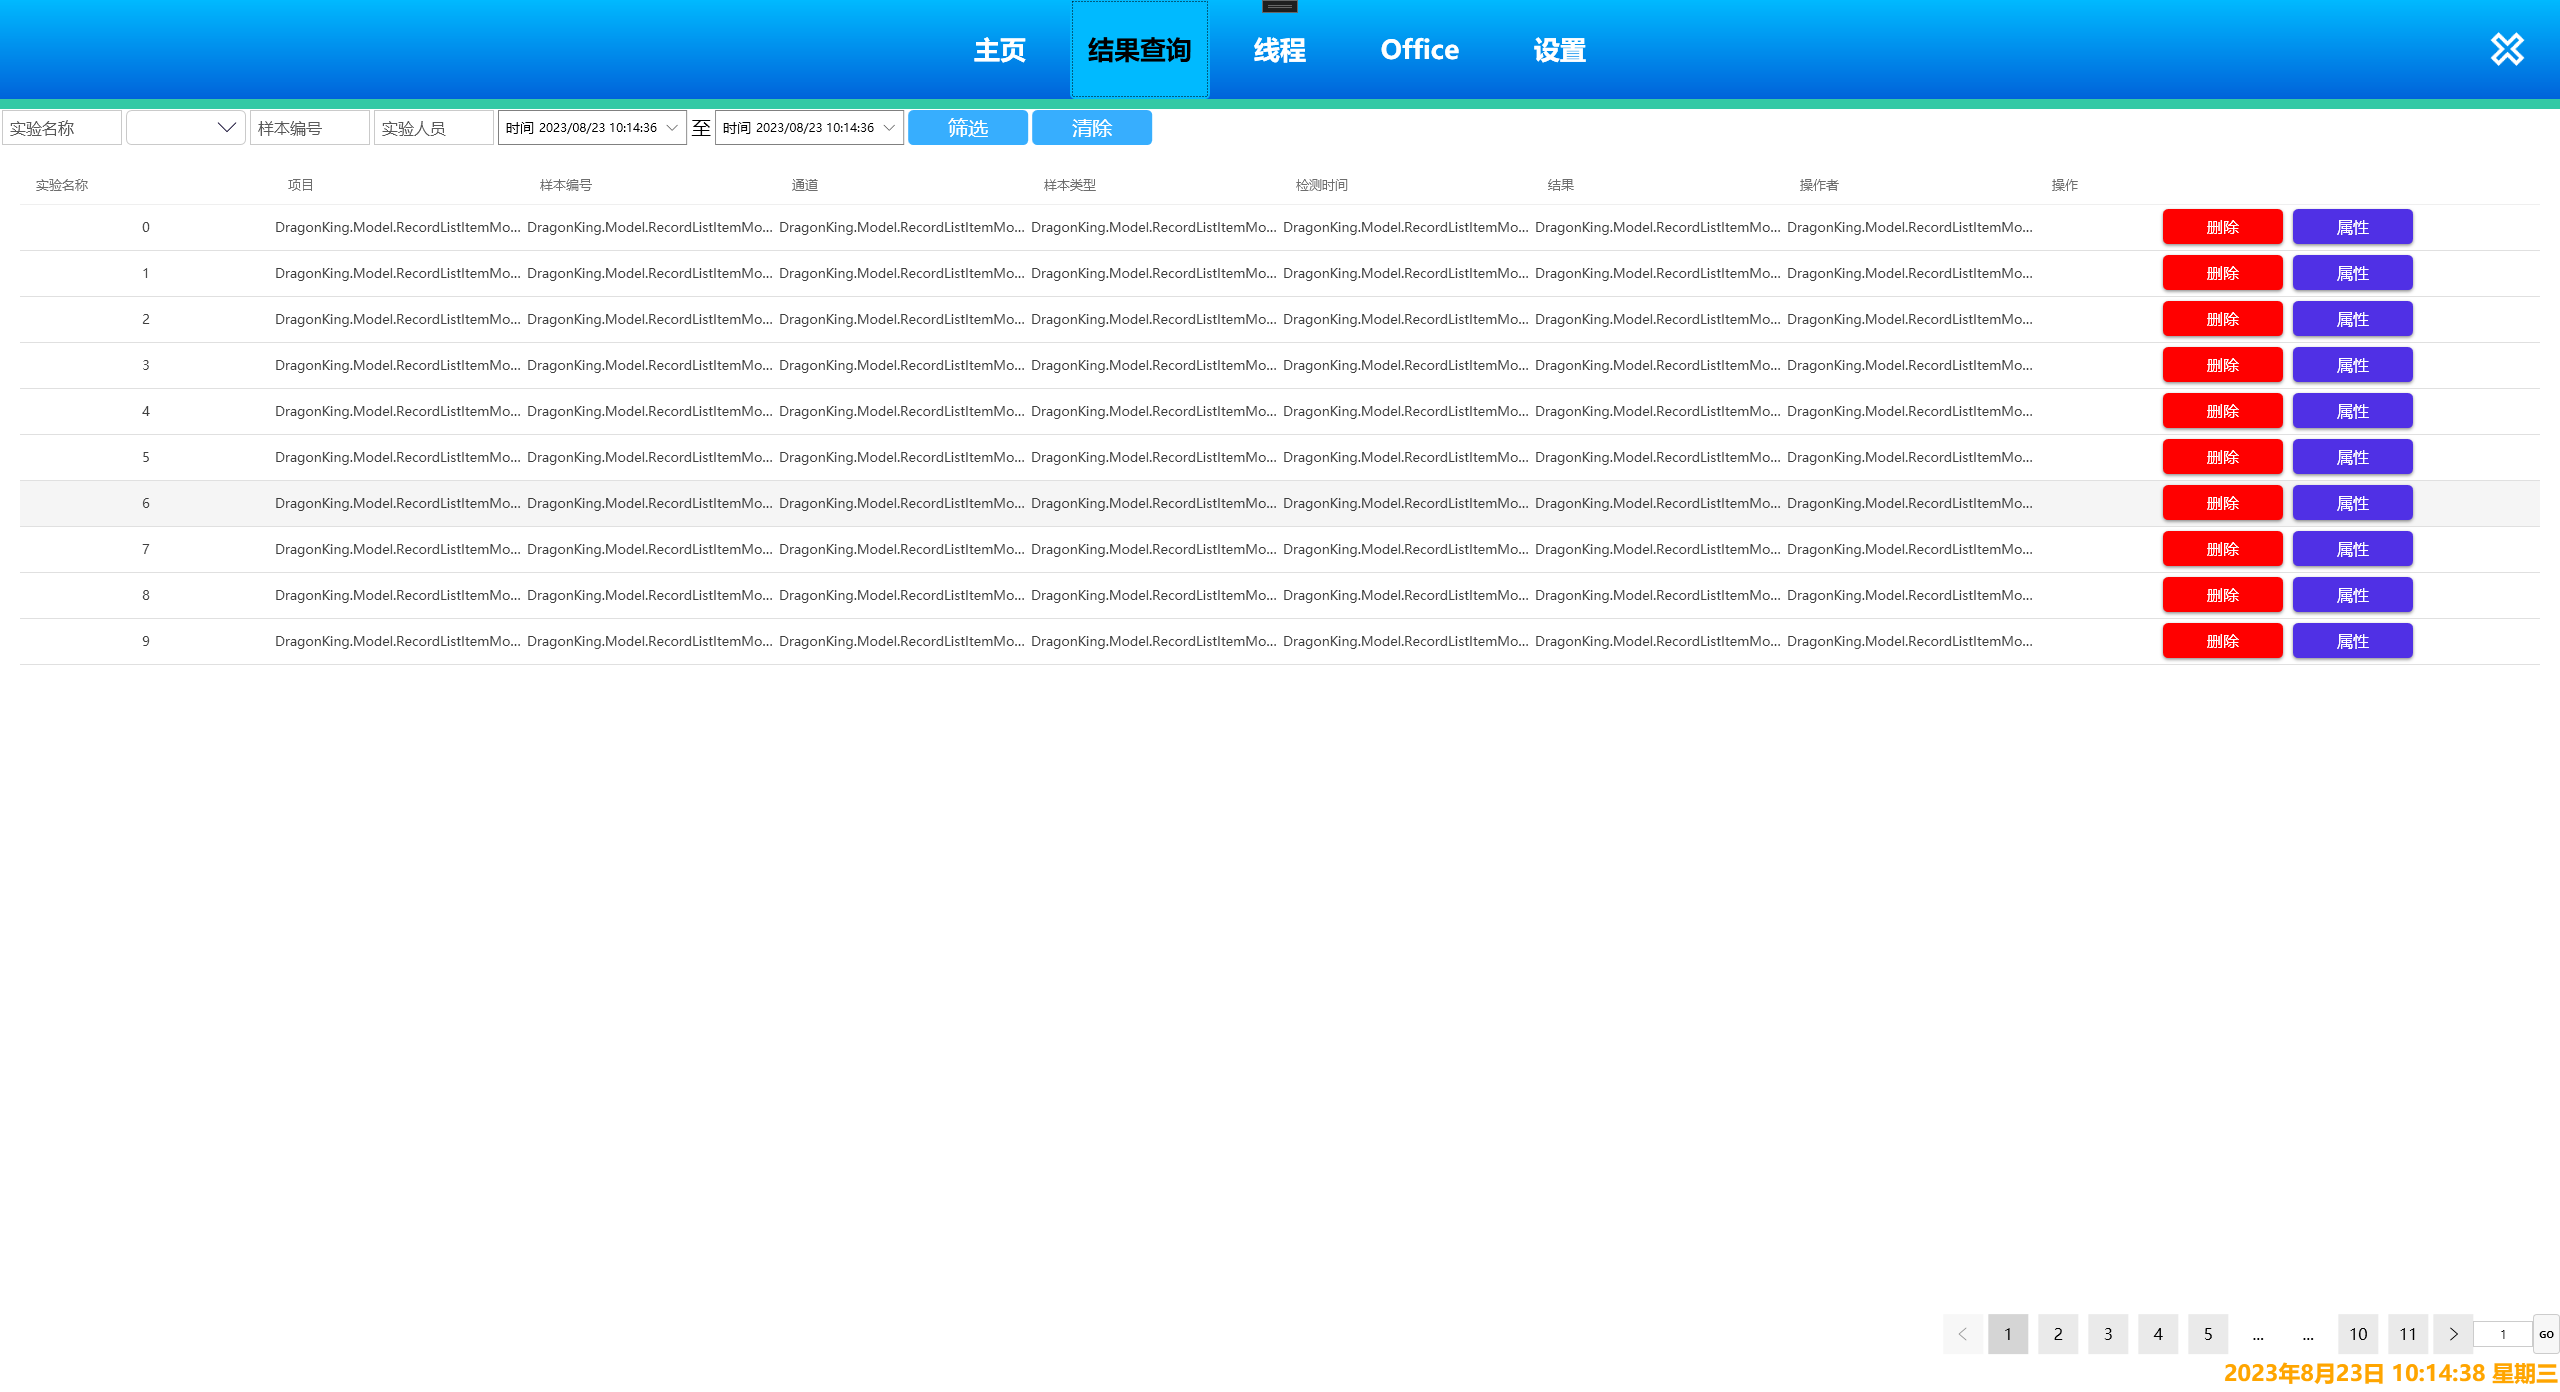 主页 结果查询 线程 Office 设置
实验名称 样本编号 实验人员 时间 2023/08/23 10:14:36 至 时间 2023/08/23 10:14:36 筛选 清除
实验名称 项目 样本编号 通道 样本类型 检测时间 结果 操作者 操作
0 DragonKing.Model.RecordListItemMo... DragonKing.Model.RecordListItemMo... DragonKing.Model.RecordListItemMo... DragonKing.Model.RecordListItemMo... DragonKing.Model.RecordListItemMo... DragonKing.Model.RecordListItemMo... DragonKing.Model.RecordListItemMo... 删除 属性
1 DragonKing.Model.RecordListItemMo... DragonKing.Model.RecordListItemMo... DragonKing.Model.RecordListItemMo... DragonKing.Model.RecordListItemMo... DragonKing.Model.RecordListItemMo... DragonKing.Model.RecordListItemMo... DragonKing.Model.RecordListItemMo... 删除 属性
2 DragonKing.Model.RecordListItemMo... DragonKing.Model.RecordListItemMo... DragonKing.Model.RecordListItemMo... DragonKing.Model.RecordListItemMo... DragonKing.Model.RecordListItemMo... DragonKing.Model.RecordListItemMo... DragonKing.Model.RecordListItemMo... 删除 属性
3 DragonKing.Model.RecordListItemMo... DragonKing.Model.RecordListItemMo... DragonKing.Model.RecordListItemMo... DragonKing.Model.RecordListItemMo... DragonKing.Model.RecordListItemMo... DragonKing.Model.RecordListItemMo... DragonKing.Model.RecordListItemMo... 删除 属性
4 DragonKing.Model.RecordListItemMo... DragonKing.Model.RecordListItemMo... DragonKing.Model.RecordListItemMo... DragonKing.Model.RecordListItemMo... DragonKing.Model.RecordListItemMo... DragonKing.Model.RecordListItemMo... DragonKing.Model.RecordListItemMo... 删除 属性
5 DragonKing.Model.RecordListItemMo... DragonKing.Model.RecordListItemMo... DragonKing.Model.RecordListItemMo... DragonKing.Model.RecordListItemMo... DragonKing.Model.RecordListItemMo... DragonKing.Model.RecordListItemMo... DragonKing.Model.RecordListItemMo... 删除 属性
6 DragonKing.Model.RecordListItemMo... DragonKing.Model.RecordListItemMo... DragonKing.Model.RecordListItemMo... DragonKing.Model.RecordListItemMo... DragonKing.Model.RecordListItemMo... DragonKing.Model.RecordListItemMo... DragonKing.Model.RecordListItemMo... 删除 属性
7 DragonKing.Model.RecordListItemMo... DragonKing.Model.RecordListItemMo... DragonKing.Model.RecordListItemMo... DragonKing.Model.RecordListItemMo... DragonKing.Model.RecordListItemMo... DragonKing.Model.RecordListItemMo... DragonKing.Model.RecordListItemMo... 删除 属性
8 DragonKing.Model.RecordListItemMo... DragonKing.Model.RecordListItemMo... DragonKing.Model.RecordListItemMo... DragonKing.Model.RecordListItemMo... DragonKing.Model.RecordListItemMo... DragonKing.Model.RecordListItemMo... DragonKing.Model.RecordListItemMo... 删除 属性
9 DragonKing.Model.RecordListItemMo... DragonKing.Model.RecordListItemMo... DragonKing.Model.RecordListItemMo... DragonKing.Model.RecordListItemMo... DragonKing.Model.RecordListItemMo... DragonKing.Model.RecordListItemMo... DragonKing.Model.RecordListItemMo... 删除 属性
1 2 3 4 5 ... ... 10 11 1 GO
2023年8月23日 10:14:38 星期三